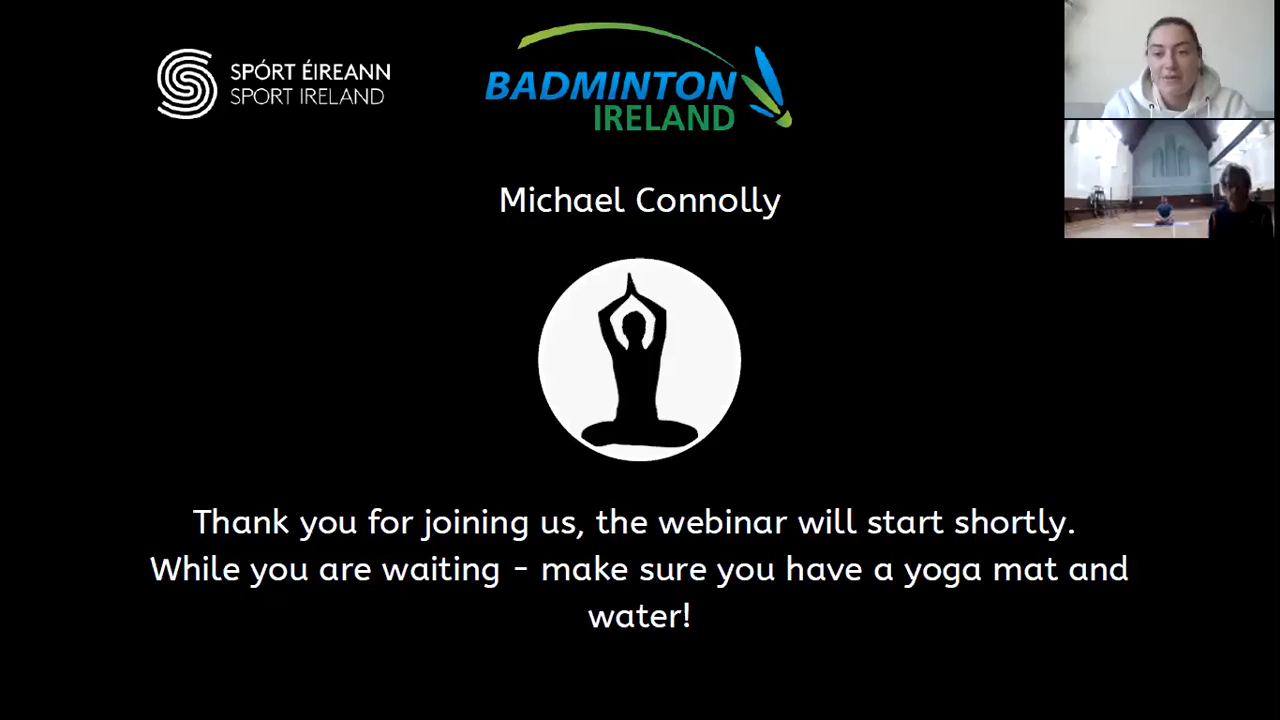 SPÓRT ÉIREANN
SPORT IRELAND
BADMINTON
IRELAND
Michael Connolly
Thank you for joining us, the webinar will start shortly.
While you are waiting - make sure you have a yoga mat and
water!